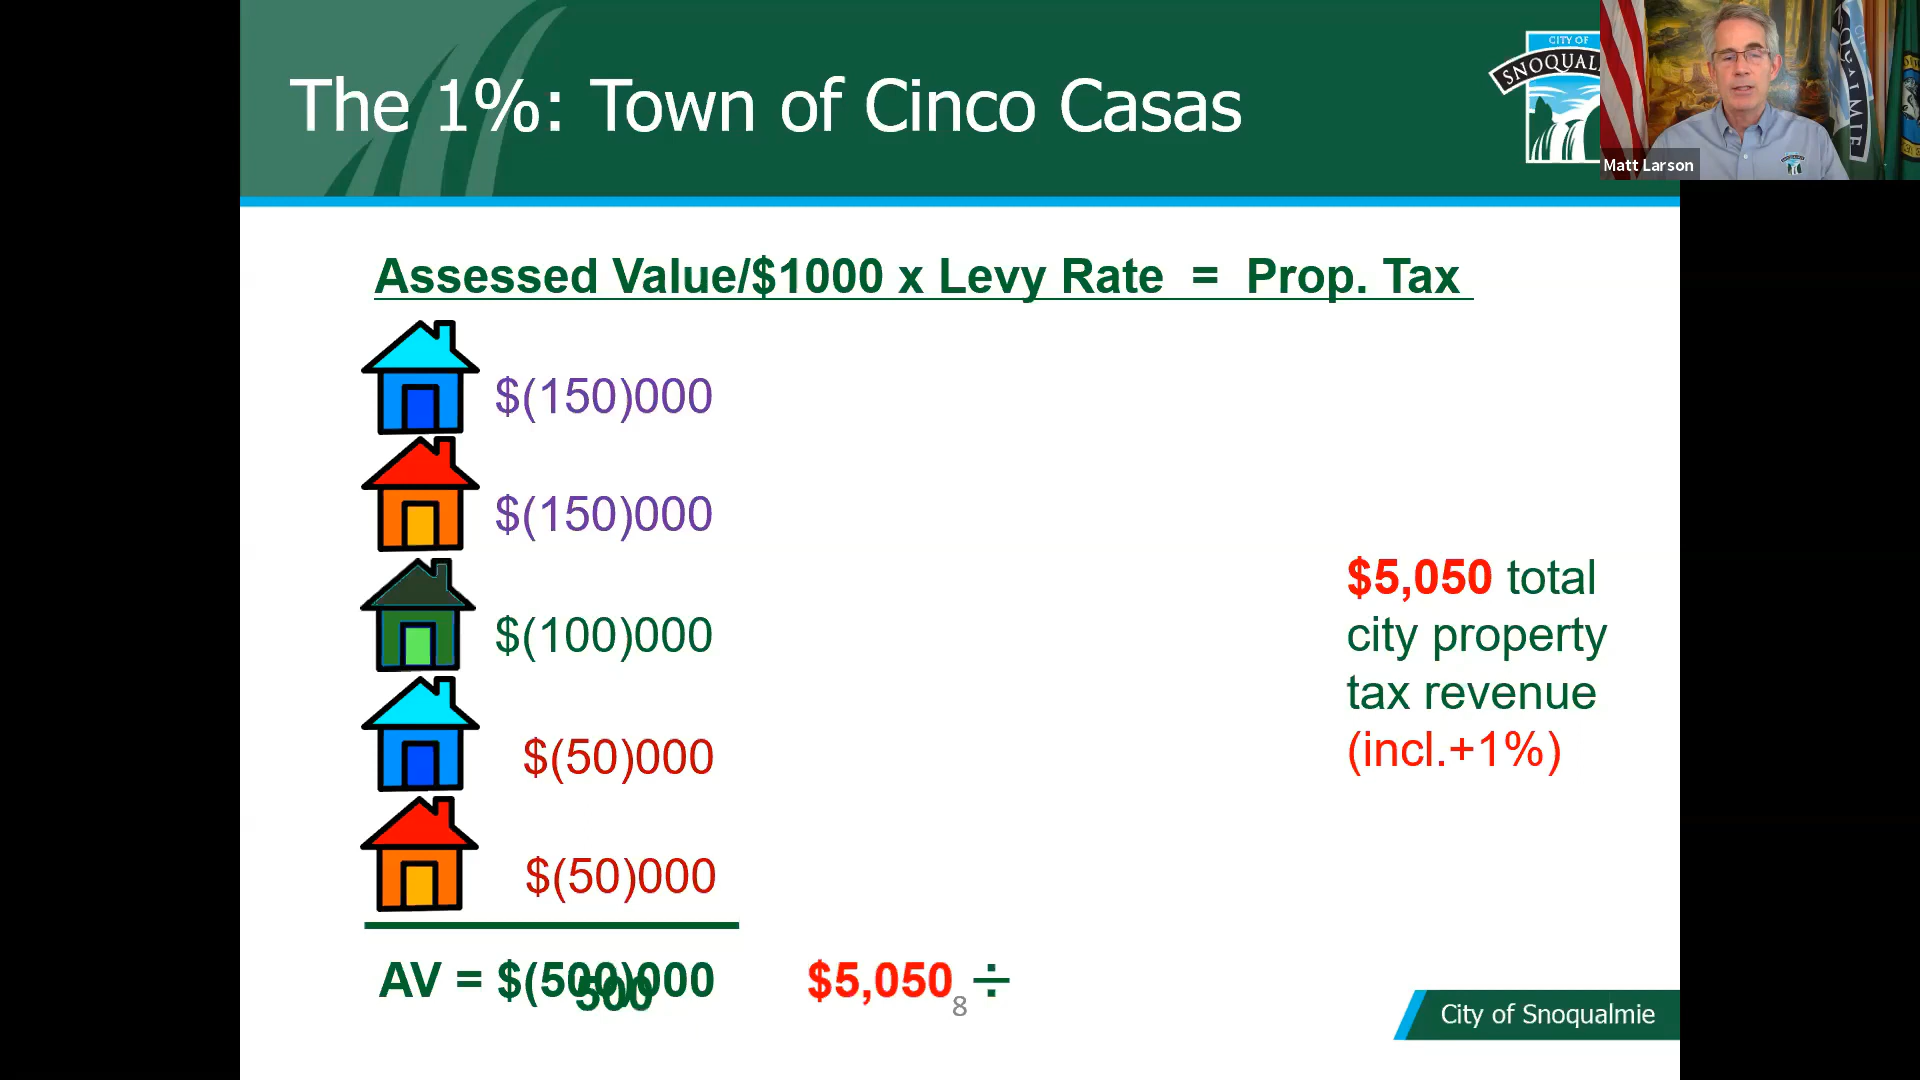 The 1%: Town of Cinco Casas
CITY OF
Matt Larson
Assessed Value/$1000 x Levy Rate = Prop. Tax
$(150)000
$(150)000
$(100)000
$(50)000
$(50)000
$5,050 total
city property
tax revenue
(incl.+1%)
AV = $(500)000
500
$5,050 ÷
8
City of Snoqualmie